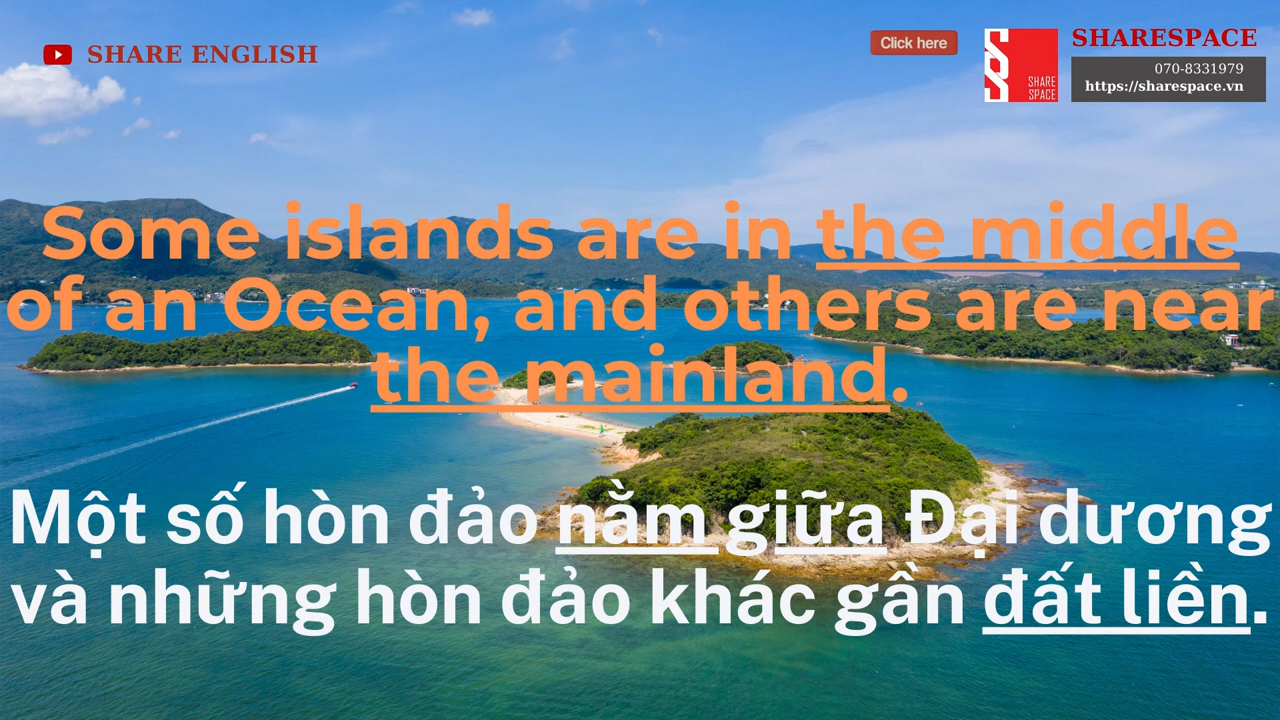 SHARE ENGLISH
Click here
SHARE
SPACE
SHARESPACE
070-8331979
https://sharespace.vn
Some islands are in the middle
of an Ocean, and others are near
the mainland.
Một số hòn đảo nằm giữa Đại dương
và những hòn đảo khác gần đất liền.